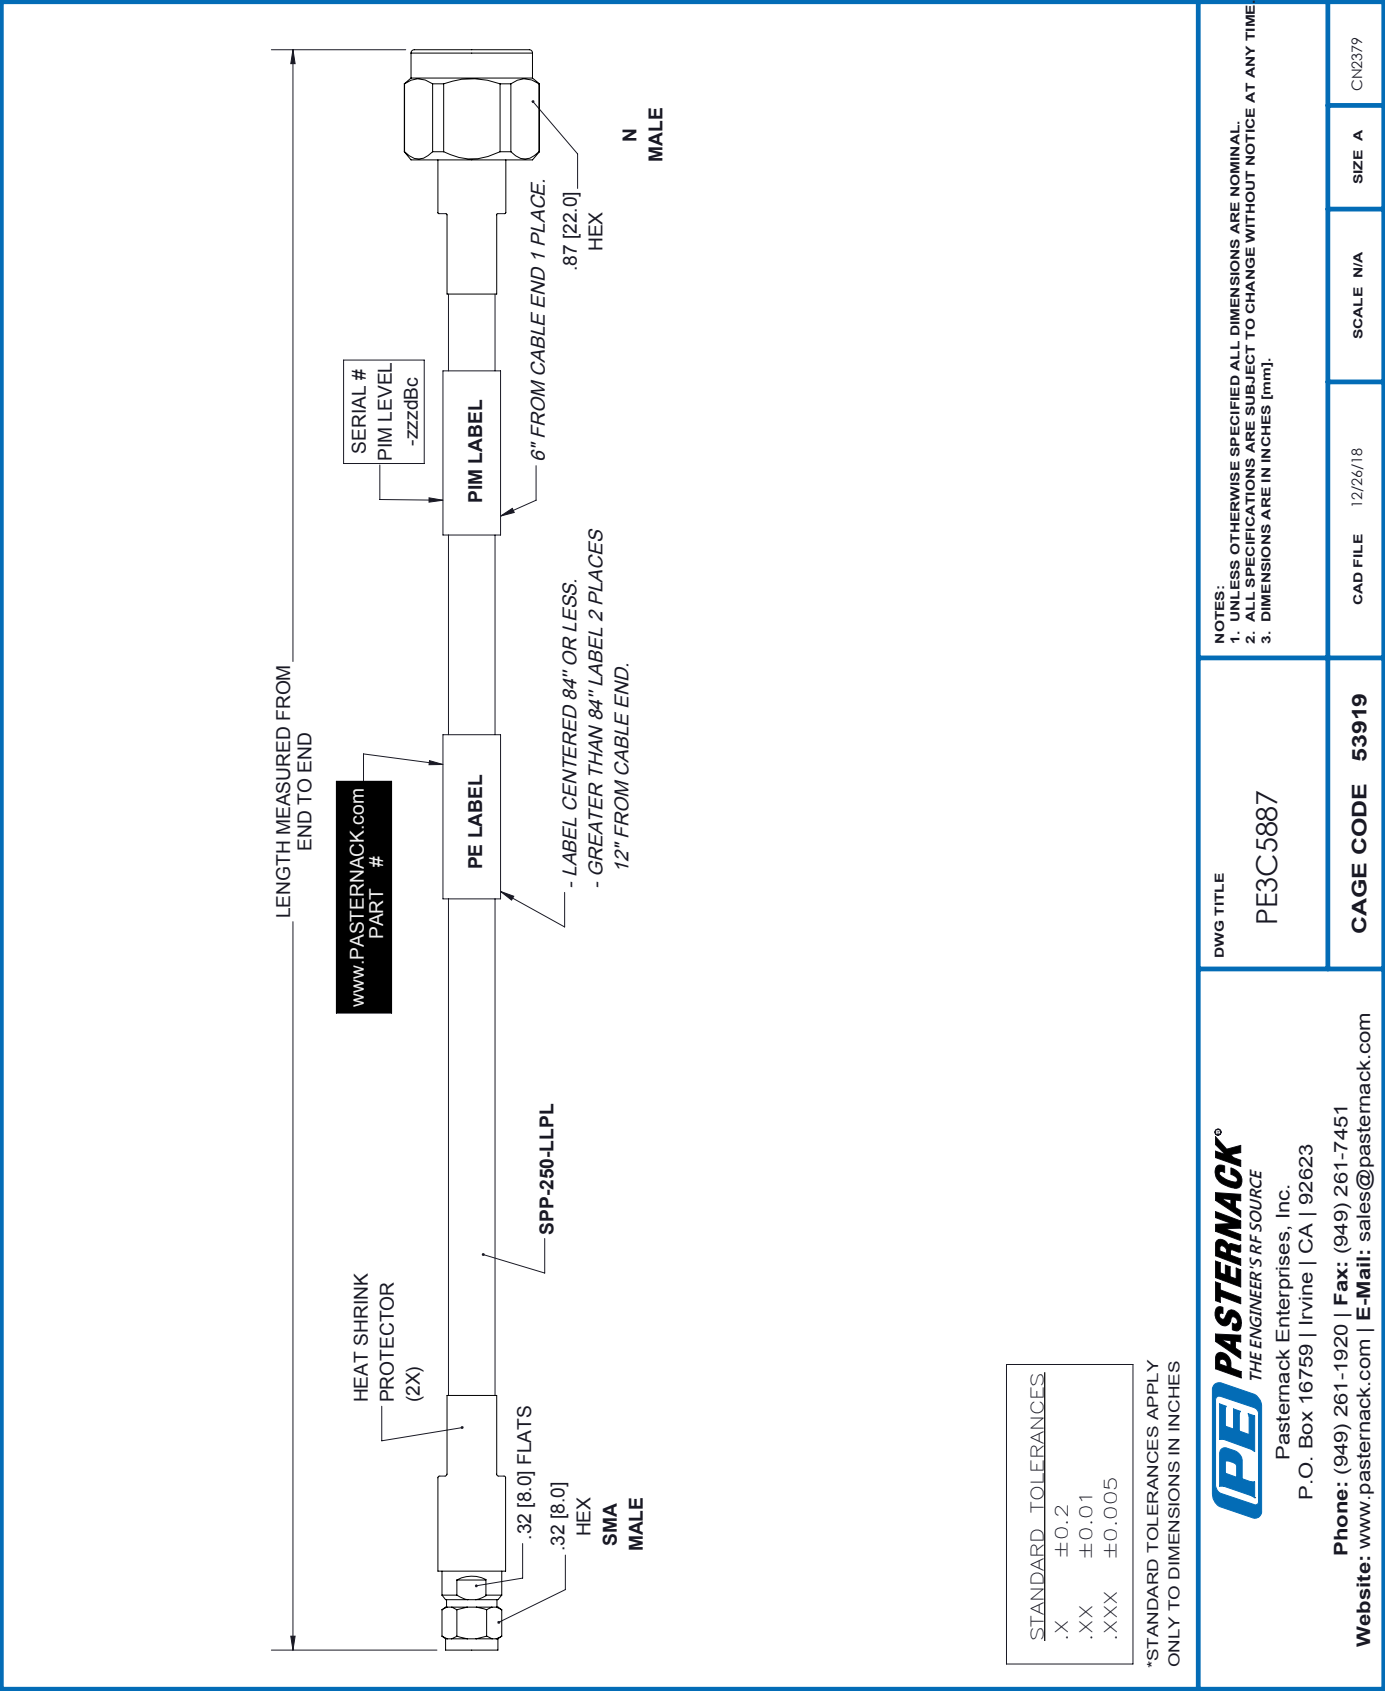 LENGTH MEASURED FROM
END TO END
HEAT SHRINK
PROTECTOR
(2X)
www.PASTERNACK.com
PART #
SERIAL #
PIM LEVEL
-zzzdBc
PE LABEL
PIM LABEL
.32 [8.0] FLATS
.32 [8.0]
HEX
SMA
MALE
SPP-250-LLPL
- LABEL CENTERED 84" OR LESS.
- GREATER THAN 84" LABEL 2 PLACES
12" FROM CABLE END.
6" FROM CABLE END 1 PLACE.
.87 [22.0]
HEX
N
MALE
STANDARD TOLERANCES
.X ±0.2
.XX ±0.01
.XXX ±0.005
*STANDARD TOLERANCES APPLY
ONLY TO DIMENSIONS IN INCHES
PE PASTERNACK®
THE ENGINEER'S RF SOURCE
Pasternack Enterprises, Inc.
P.O. Box 16759 | Irvine | CA | 92623
Phone: (949) 261-1920 | Fax: (949) 261-7451
Website: www.pasternack.com | E-Mail: sales@pasternack.com
DWG TITLE
PE3C5887
CAGE CODE 53919
NOTES:
1. UNLESS OTHERWISE SPECIFIED ALL DIMENSIONS ARE NOMINAL.
2. ALL SPECIFICATIONS ARE SUBJECT TO CHANGE WITHOUT NOTICE AT ANY TIME.
3. DIMENSIONS ARE IN INCHES [mm].
CAD FILE 12/26/18
SCALE N/A
SIZE A
CN2379